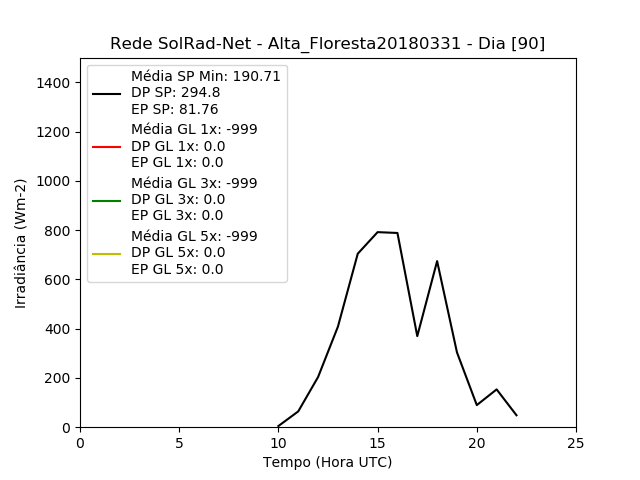 Rede SolRad-Net - Alta_Floresta20180331 - Dia [90]
Média SP Min: 190.71
DP SP: 294.8
EP SP: 81.76
Média GL 1x: -999
DP GL 1x: 0.0
EP GL 1x: 0.0
Média GL 3x: -999
DP GL 3x: 0.0
EP GL 3x: 0.0
Média GL 5x: -999
DP GL 5x: 0.0
EP GL 5x: 0.0
Irradiância (Wm-2)
1400
1200
1000
800
600
400
200
0
0 5 10 15 20 25
Tempo (Hora UTC)